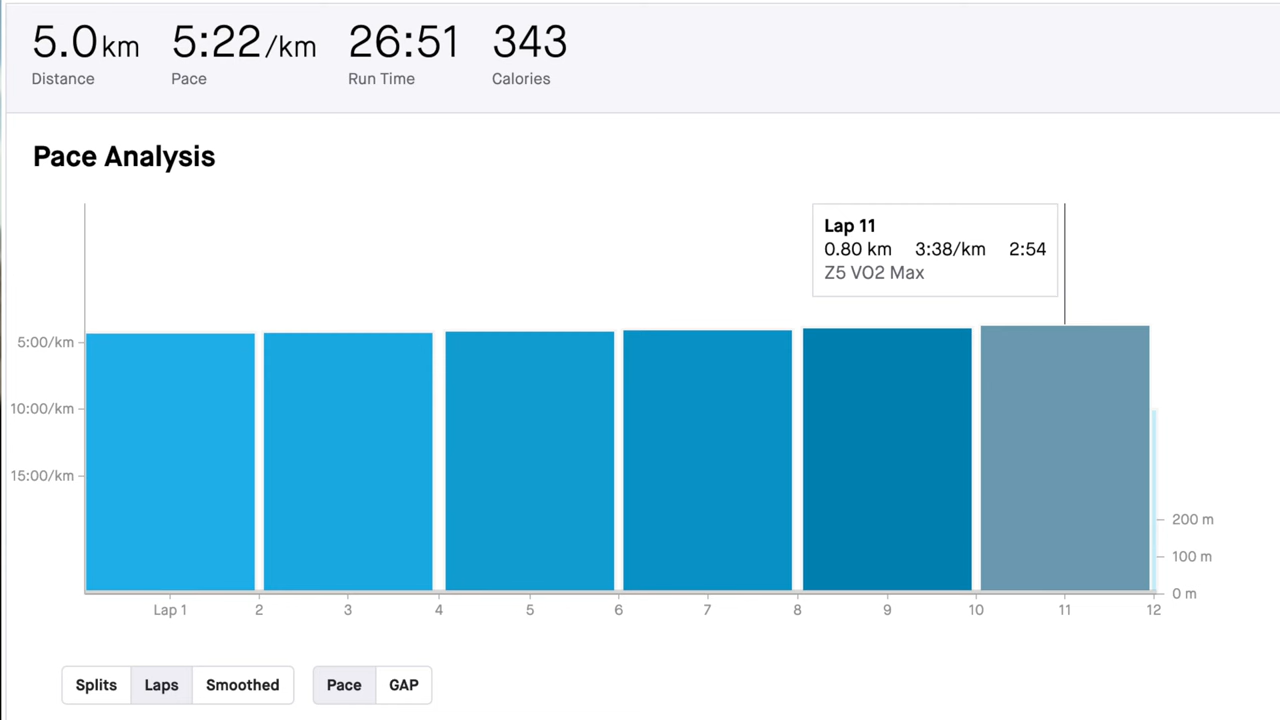 5.0 km 5:22 /km 26:51 343
Distance Pace Run Time Calories
Pace Analysis
Lap 11
0.80 km 3:38/km 2:54
Z5 VO2 Max
5:00/km
10:00/km
15:00/km
200 m
100 m
0 m
Lap 1 2 3 4 5 6 7 8 9 10 11 12
Splits Laps Smoothed Pace GAP